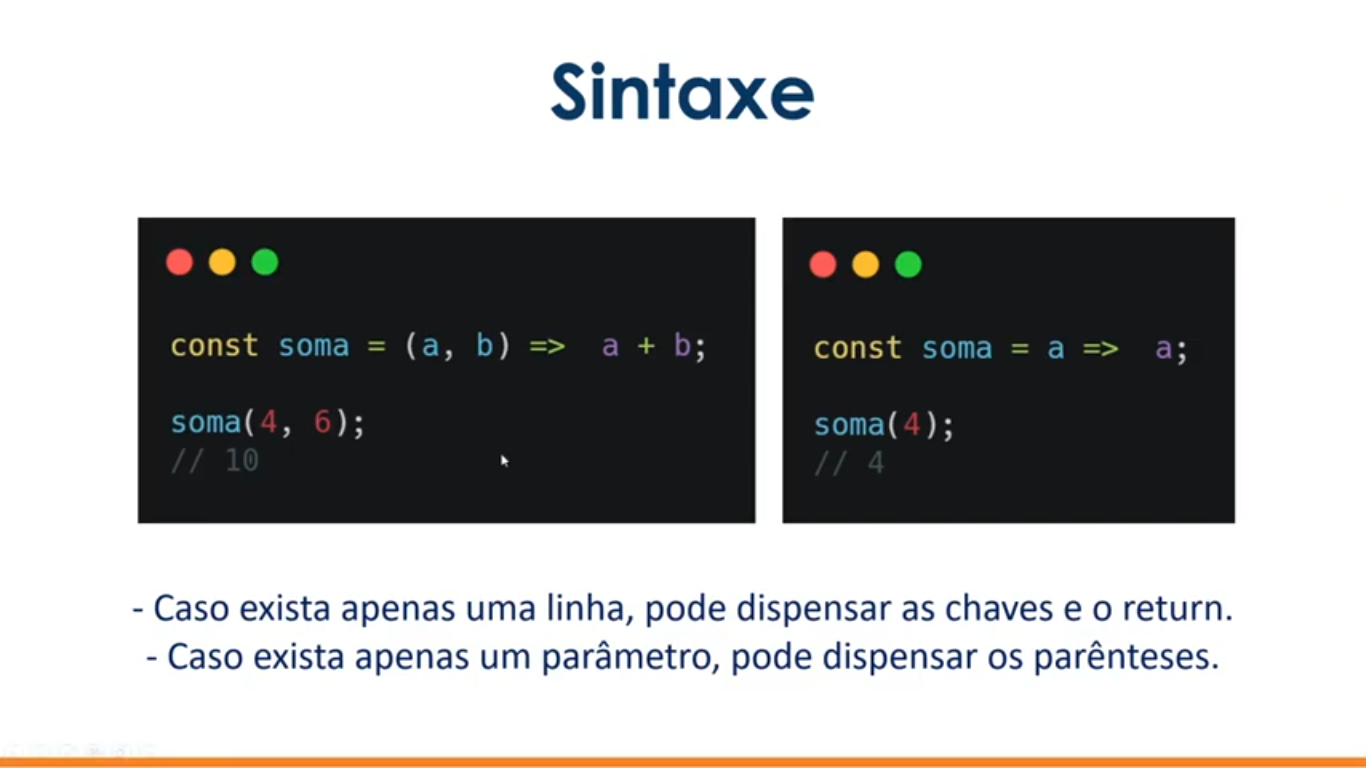 Sintaxe
const soma = (a, b) =>  a + b;
soma(4, 6);
// 10
const soma = a =>  a;
soma(4);
// 4
- Caso exista apenas uma linha, pode dispensar as chaves e o return.
- Caso exista apenas um parâmetro, pode dispensar os parênteses.